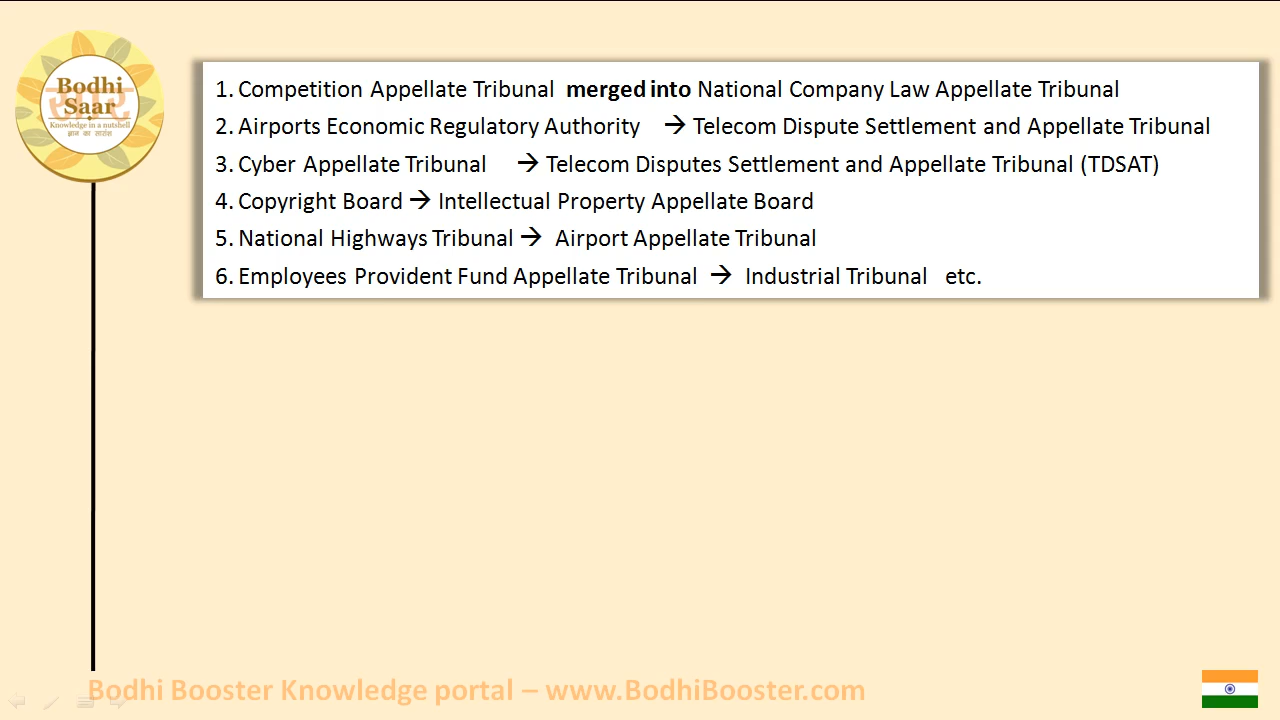 Bodhi
Saar
Knowledge in a nutshell
ज्ञान का सारांश
1. Competition Appellate Tribunal merged into National Company Law Appellate Tribunal
2. Airports Economic Regulatory Authority → Telecom Dispute Settlement and Appellate Tribunal
3. Cyber Appellate Tribunal → Telecom Disputes Settlement and Appellate Tribunal (TDSAT)
4. Copyright Board → Intellectual Property Appellate Board
5. National Highways Tribunal → Airport Appellate Tribunal
6. Employees Provident Fund Appellate Tribunal → Industrial Tribunal etc.
Bodhi Booster Knowledge portal – www.BodhiBooster.com